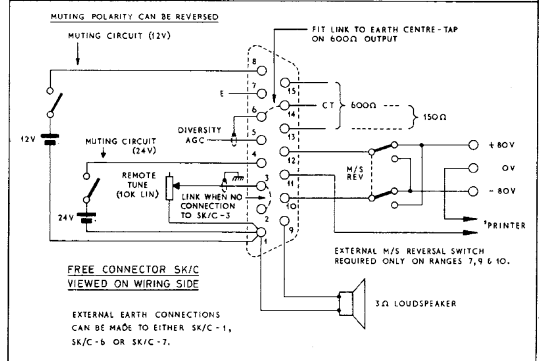 MUTING POLARITY CAN BE REVERSED
MUTING CIRCUIT (12V)
FIT LINK TO EARTH CENTRE-TAP
ON 600Ω OUTPUT
8
7
E
6
DIVERSITY
AGC
5
15
14
CT
600Ω
150Ω
13
12V
MUTING CIRCUIT
(24V)
4
12
+80V
M/S
REV
0V
REMOTE
TUNE
(10K LIN)
3
LINK WHEN NO
CONNECTION
TO SK/C-3
11
10
-80V
24V
2
1
9
'PRINTER
EXTERNAL M/S REVERSAL SWITCH
REQUIRED ONLY ON RANGES 7,9 & 10.
FREE CONNECTOR SK/C
VIEWED ON WIRING SIDE
3Ω LOUDSPEAKER
EXTERNAL EARTH CONNECTIONS
CAN BE MADE TO EITHER SK/C-1,
SK/C-6 OR SK/C-7.